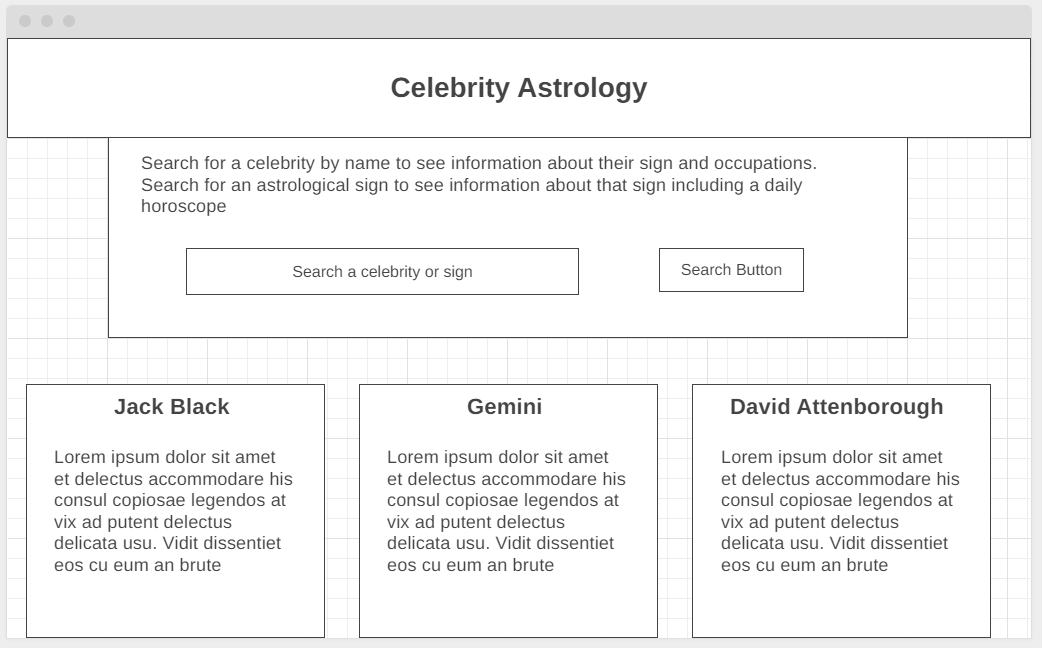 Celebrity Astrology
Search for a celebrity by name to see information about their sign and occupations.
Search for an astrological sign to see information about that sign including a daily
horoscope
Search a celebrity or sign
Search Button
Jack Black
Lorem ipsum dolor sit amet
et delectus accommodare his
consul copiosae legendos at
vix ad putent delectus
delicata usu. Vidit dissentiet
eos cu eum an brute
Gemini
Lorem ipsum dolor sit amet
et delectus accommodare his
consul copiosae legendos at
vix ad putent delectus
delicata usu. Vidit dissentiet
eos cu eum an brute
David Attenborough
Lorem ipsum dolor sit amet
et delectus accommodare his
consul copiosae legendos at
vix ad putent delectus
delicata usu. Vidit dissentiet
eos cu eum an brute